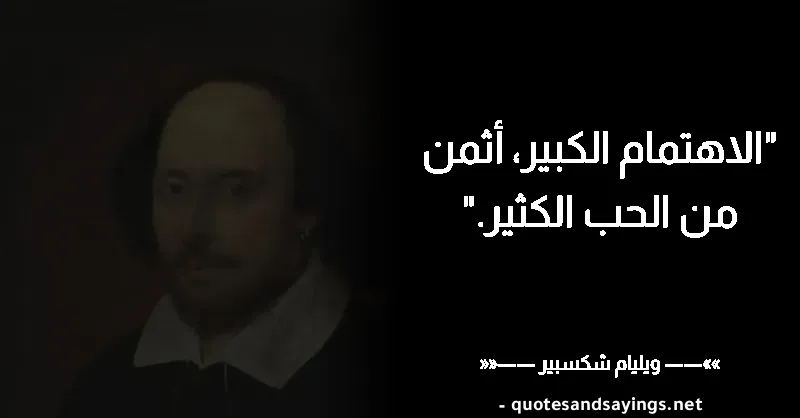 "الاهتمام الكبير، أثمن
من الحب الكثير."
»»—— ويليام شكسبير ——««
- quotesandsayings.net